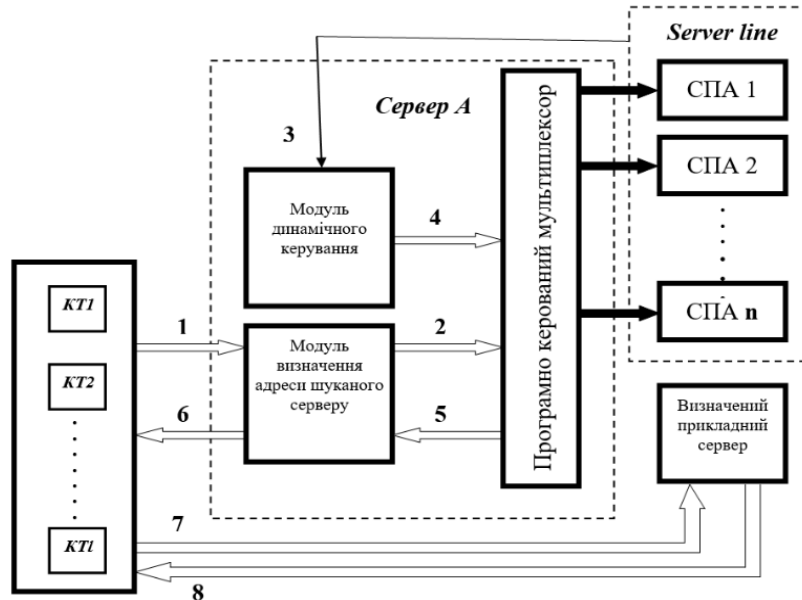 Server line
СПА 1
Сервер А
СПА 2
3
Модуль
динамічного
керування
4
Програмно керований мультиплексор
СПА n
КТ1
1
2
Модуль
визначення
адреси шуканого
серверу
КТ2
6
5
Визначений
прикладний
сервер
КТl
7
8